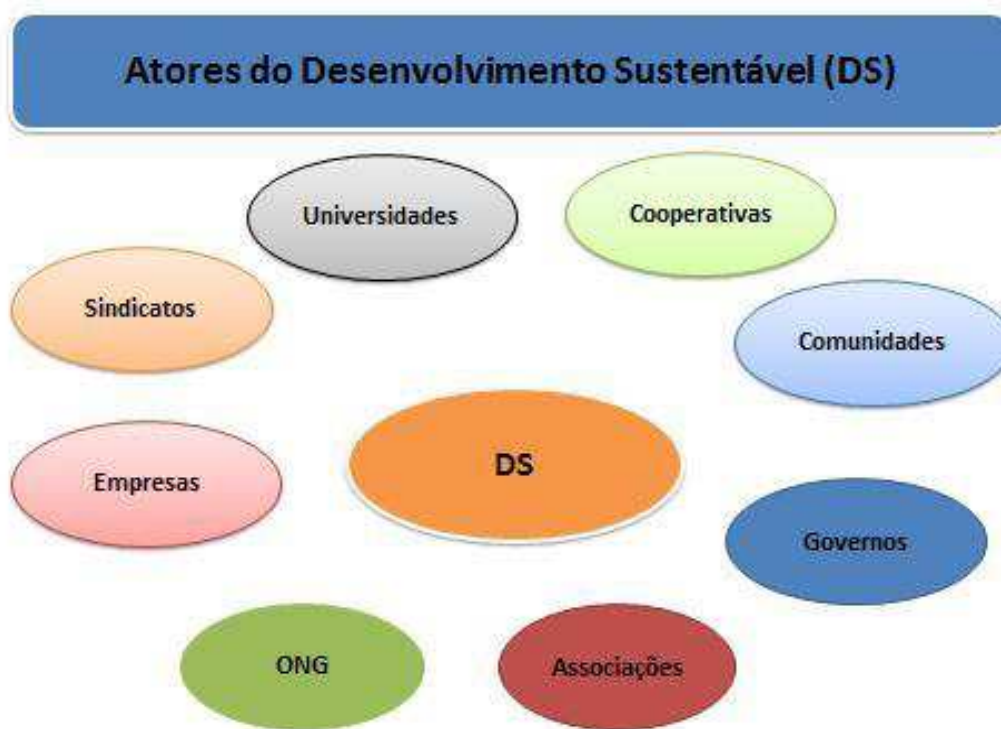 Atores do Desenvolvimento Sustentável (DS)
Universidades
Cooperativas
Sindicatos
Comunidades
Empresas
DS
Governos
ONG
Associações